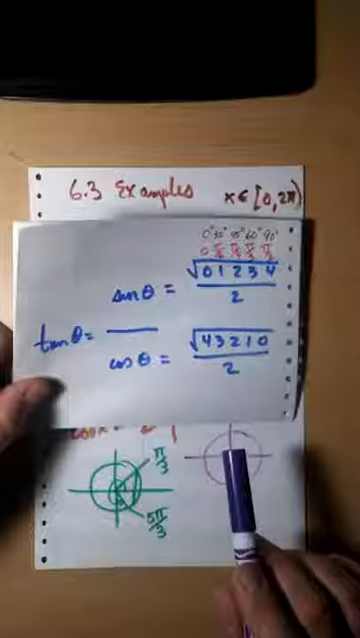 6.3 Examples x ∈ [0, 2π)
0° 30° 45° 60° 90°
0 π/6 π/4 π/3 π/2
sin θ = √0 1 2 3 4 / 2
tan θ =
cos θ = √4 3 2 1 0 / 2
π/3
5π/3